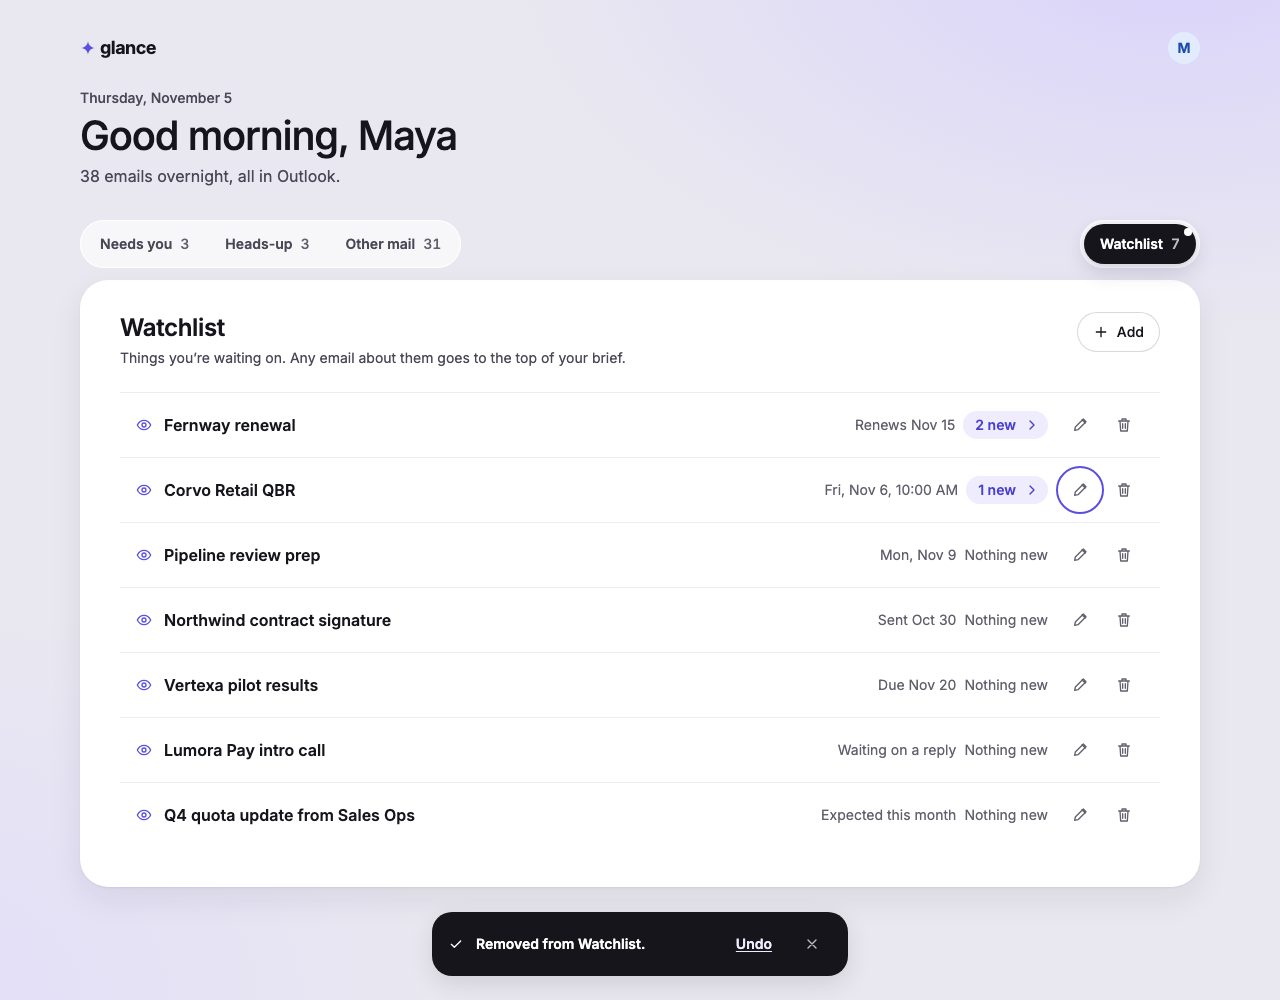 glance
M
Thursday, November 5
Good morning, Maya
38 emails overnight, all in Outlook.
Needs you 3 Heads-up 3 Other mail 31 Watchlist 7
Watchlist
Add
Things you’re waiting on. Any email about them goes to the top of your brief.
Fernway renewal Renews Nov 15 2 new
Corvo Retail QBR Fri, Nov 6, 10:00 AM 1 new
Pipeline review prep Mon, Nov 9 Nothing new
Northwind contract signature Sent Oct 30 Nothing new
Vertexa pilot results Due Nov 20 Nothing new
Lumora Pay intro call Waiting on a reply Nothing new
Q4 quota update from Sales Ops Expected this month Nothing new
Removed from Watchlist. Undo